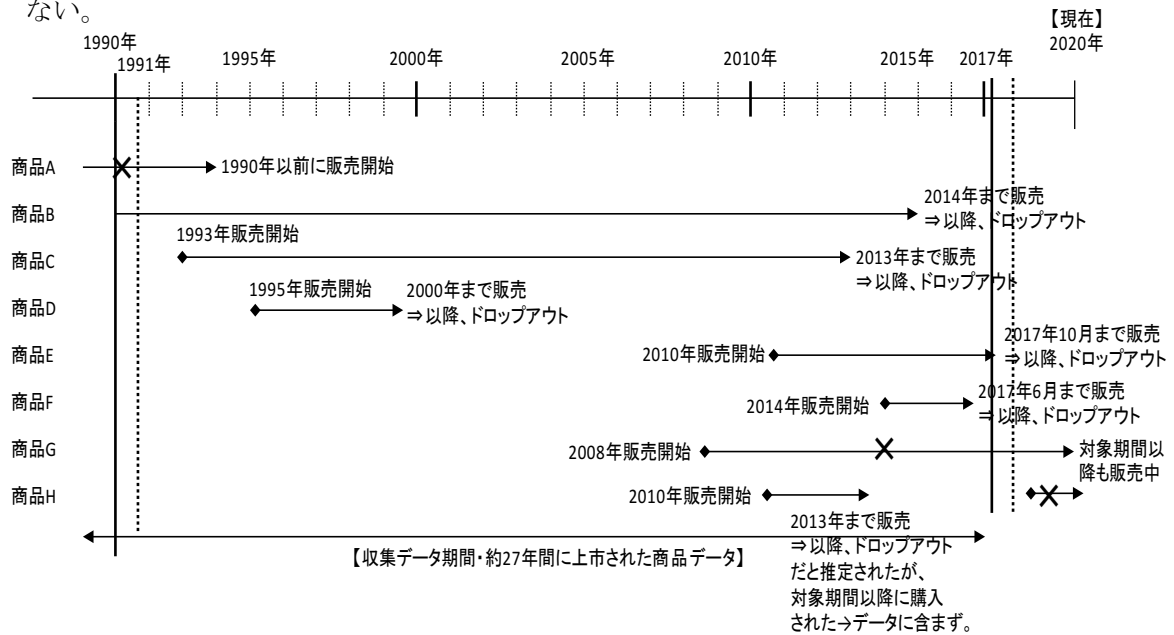 ない。
【現在】
1990年
1991年
1995年
2000年
2005年
2010年
2015年
2017年
2020年
商品A
1990年以前に販売開始
商品B
2014年まで販売
⇒以降、ドロップアウト
商品C
1993年販売開始
2013年まで販売
⇒以降、ドロップアウト
商品D
1995年販売開始
2000年まで販売
⇒以降、ドロップアウト
商品E
2010年販売開始
2017年10月まで販売
⇒以降、ドロップアウト
商品F
2014年販売開始
2017年6月まで販売
⇒以降、ドロップアウト
商品G
2008年販売開始
対象期間以
降も販売中
商品H
2010年販売開始
2013年まで販売
⇒以降、ドロップアウト
だと推定されたが、
対象期間以降に購入
された→データに含まず。
【収集データ期間・約27年間に上市された商品データ】